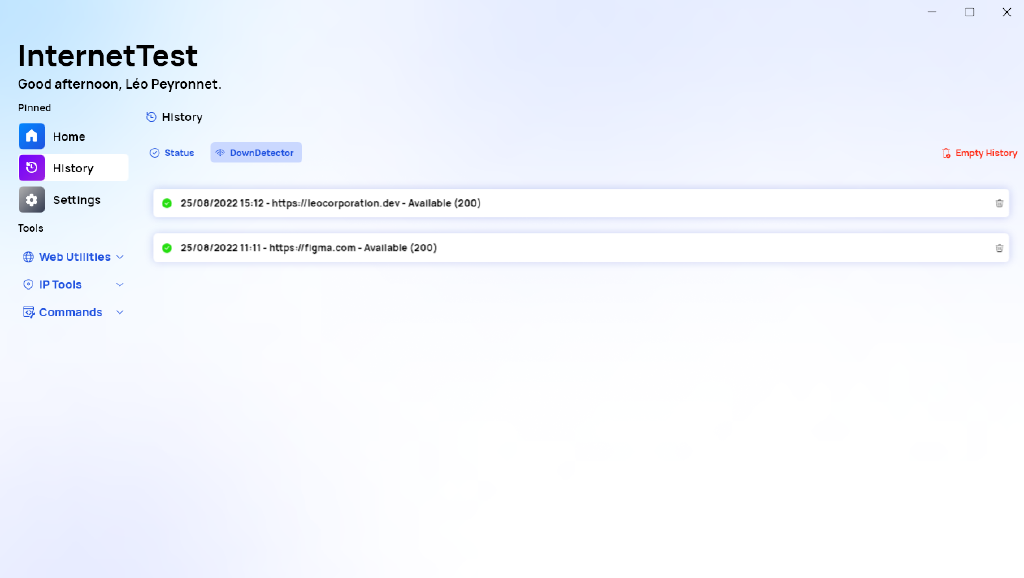 InternetTest
Good afternoon, Léo Peyronnet.
Pinned
Home
History
Settings
Tools
Web Utilities
IP Tools
Commands
History
Status
DownDetector
Empty History
25/08/2022 15:12 - https://leocorporation.dev - Available (200)
25/08/2022 11:11 - https://figma.com - Available (200)